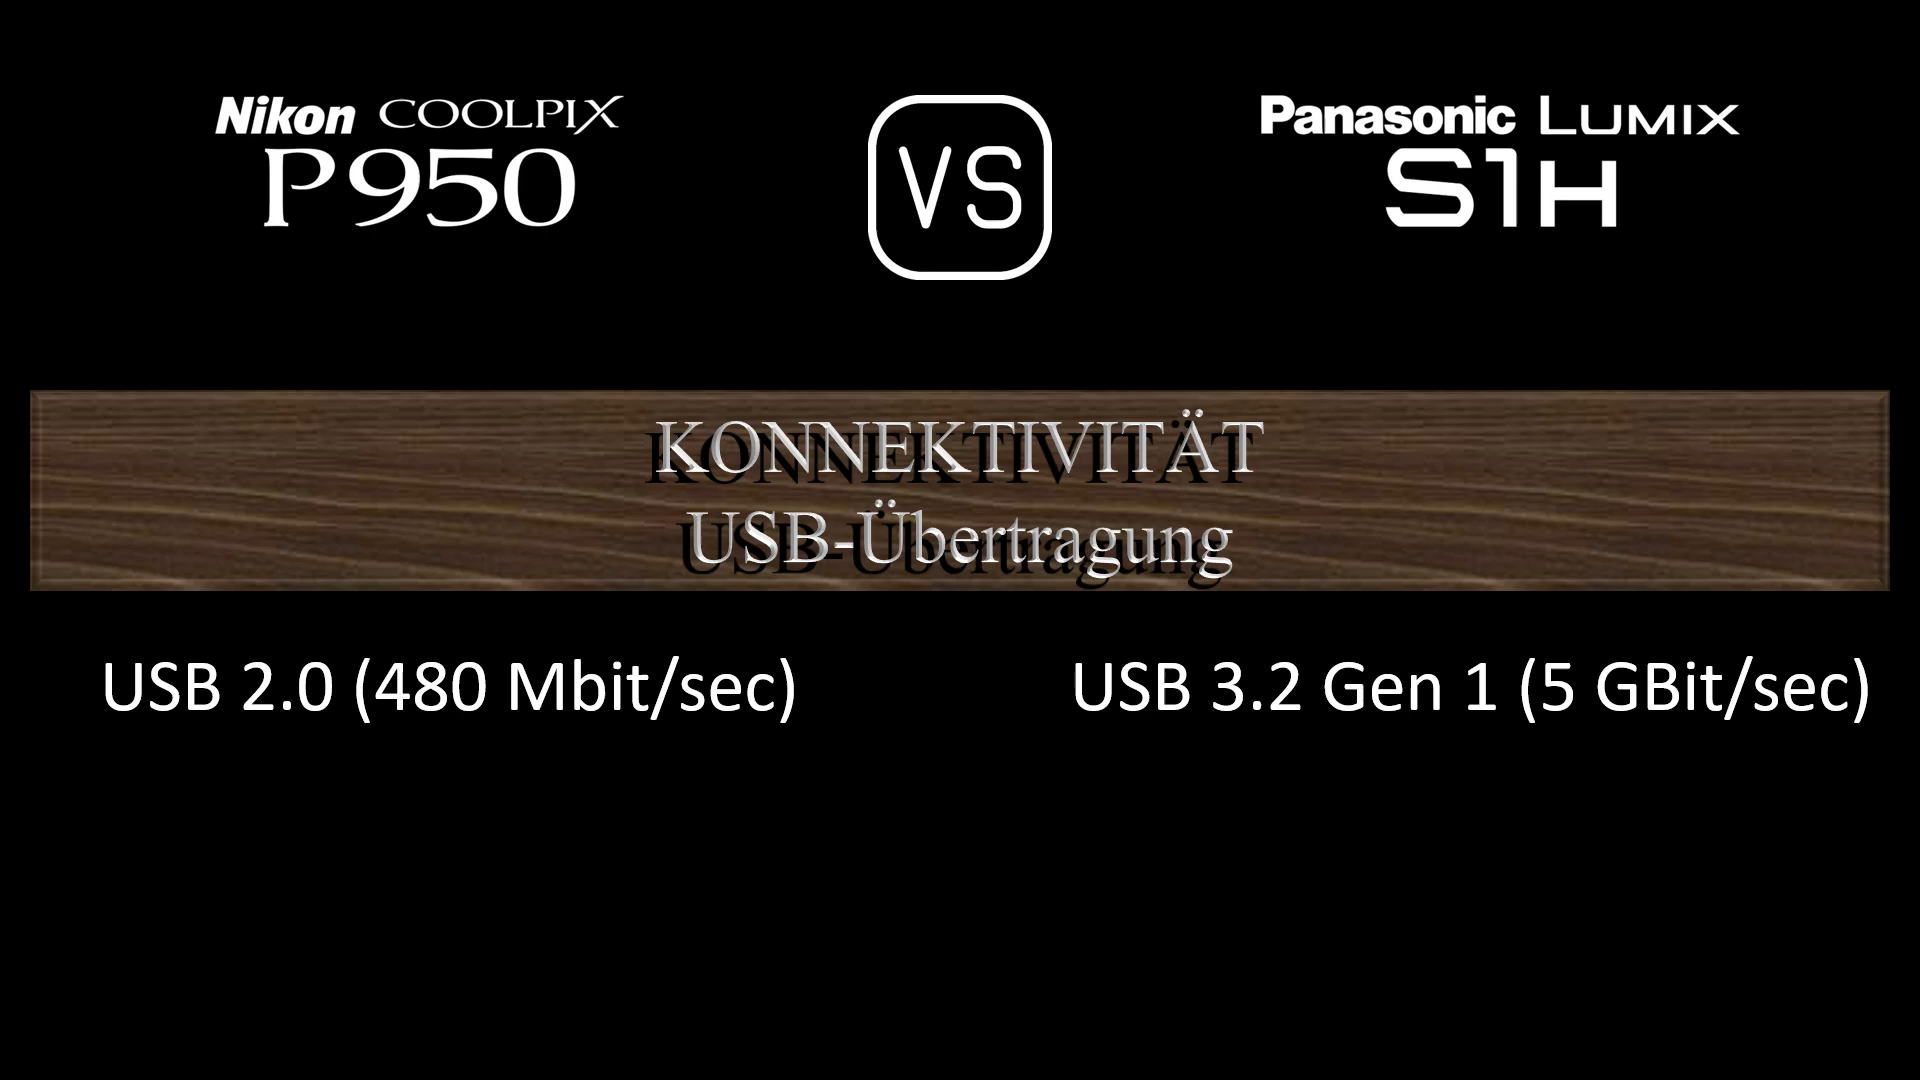 Nikon COOLPIX
P950
VS
Panasonic LUMIX
S1H
KONNEKTIVITÄT
USB-Übertragung
USB 2.0 (480 Mbit/sec)
USB 3.2 Gen 1 (5 GBit/sec)